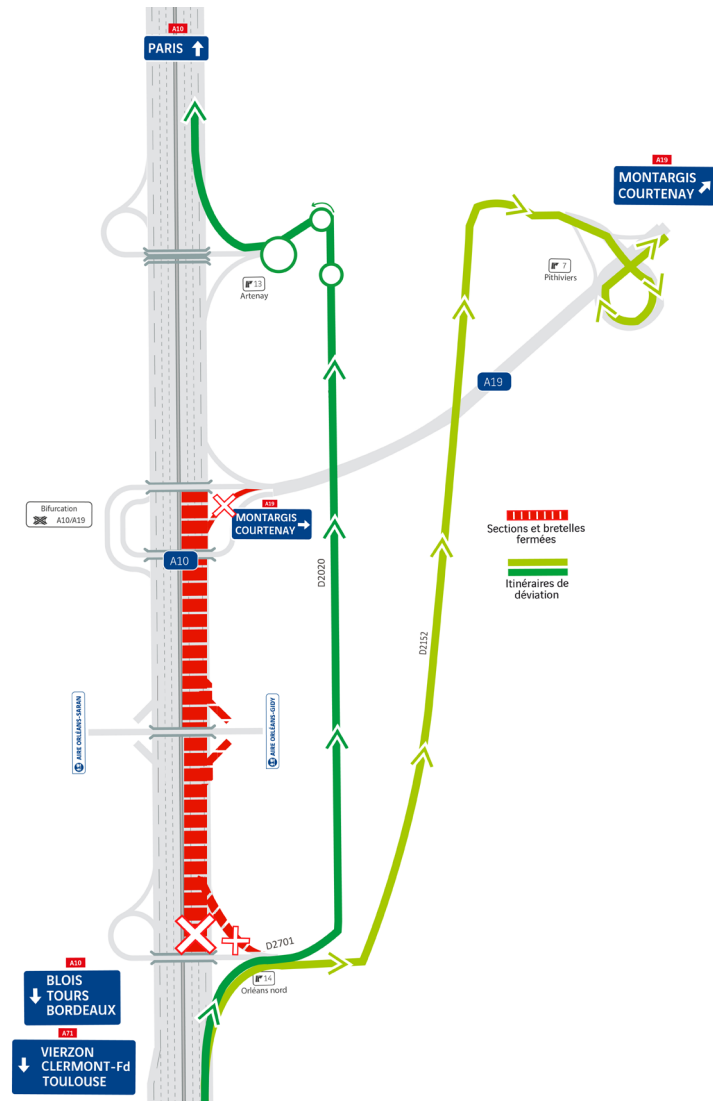 A10
PARIS
A19
MONTARGIS
COURTENAY
13
Artenay
7
Pithiviers
A19
Bifurcation
A10/A19
A19
MONTARGIS
COURTENAY
Sections et bretelles
fermées
A10
D2020
Itinéraires de
déviation
D2152
AIRE ORLÉANS-SARAN
AIRE ORLÉANS-GIDY
D2701
14
Orléans nord
A10
BLOIS
TOURS
BORDEAUX
A71
VIERZON
CLERMONT-Fd
TOULOUSE